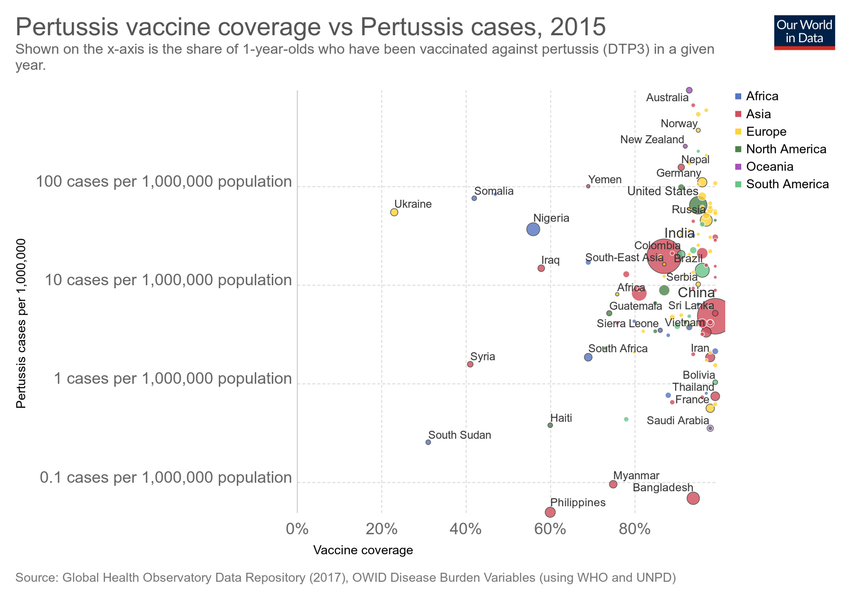 Pertussis vaccine coverage vs Pertussis cases, 2015
Shown on the x-axis is the share of 1-year-olds who have been vaccinated against pertussis (DTP3) in a given
year.
Our World
in Data
Africa
Asia
Europe
North America
Oceania
South America
Pertussis cases per 1,000,000
100 cases per 1,000,000 population
10 cases per 1,000,000 population
1 cases per 1,000,000 population
0.1 cases per 1,000,000 population
Australia
Norway
New Zealand
Nepal
Germany
Yemen
United States
Somalia
Ukraine
Russia
Nigeria
India
Colombia
South-East Asia
Brazil
Iraq
Serbia
Africa
China
Guatemala
Sri Lanka
Sierra Leone
Vietnam
South Africa
Iran
Syria
Bolivia
Thailand
France
Haiti
Saudi Arabia
South Sudan
Myanmar
Bangladesh
Philippines
0%
20%
40%
60%
80%
Vaccine coverage
Source: Global Health Observatory Data Repository (2017), OWID Disease Burden Variables (using WHO and UNPD)